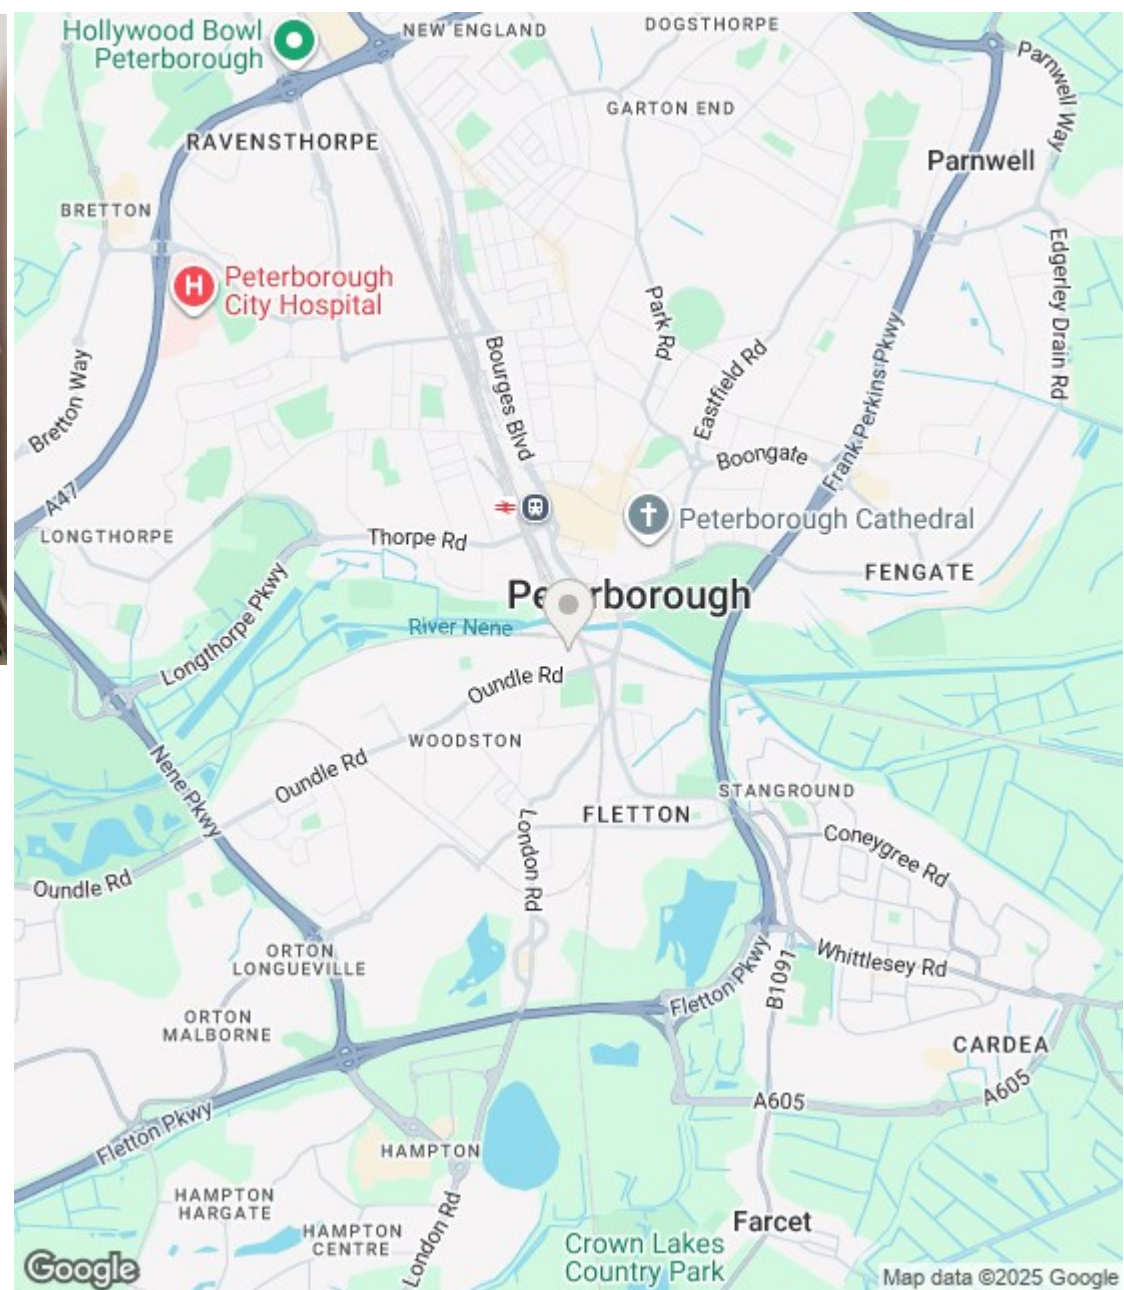 Hollywood Bowl
Peterborough
NEW ENGLAND
DOGSTHORPE
Parnwell Way
GARTON END
RAVENSTHORPE
Parnwell
BRETTON
Peterborough
City Hospital
Edgerley Drain Rd
Park Rd
Bourges Blvd
Eastfield Rd
Frank Perkins Pkwy
Bretton Way
Boongate
A47
LONGTHORPE
Thorpe Rd
Peterborough Cathedral
FENGATE
Longthorpe Pkwy
Peterborough
River Nene
Oundle Rd
WOODSTON
Nene Pkwy
Oundle Rd
STANGROUND
FLETTON
London Rd
Coneygree Rd
Oundle Rd
ORTON
LONGUEVILLE
Whittlesey Rd
Fletton Pkwy
B1091
ORTON
MALBORNE
CARDEA
A605
A605
Fletton Pkwy
HAMPTON
HAMPTON
HARGATE
HAMPTON
CENTRE
London Rd
Farcet
Crown Lakes
Country Park
Google
Map data ©2025 Google